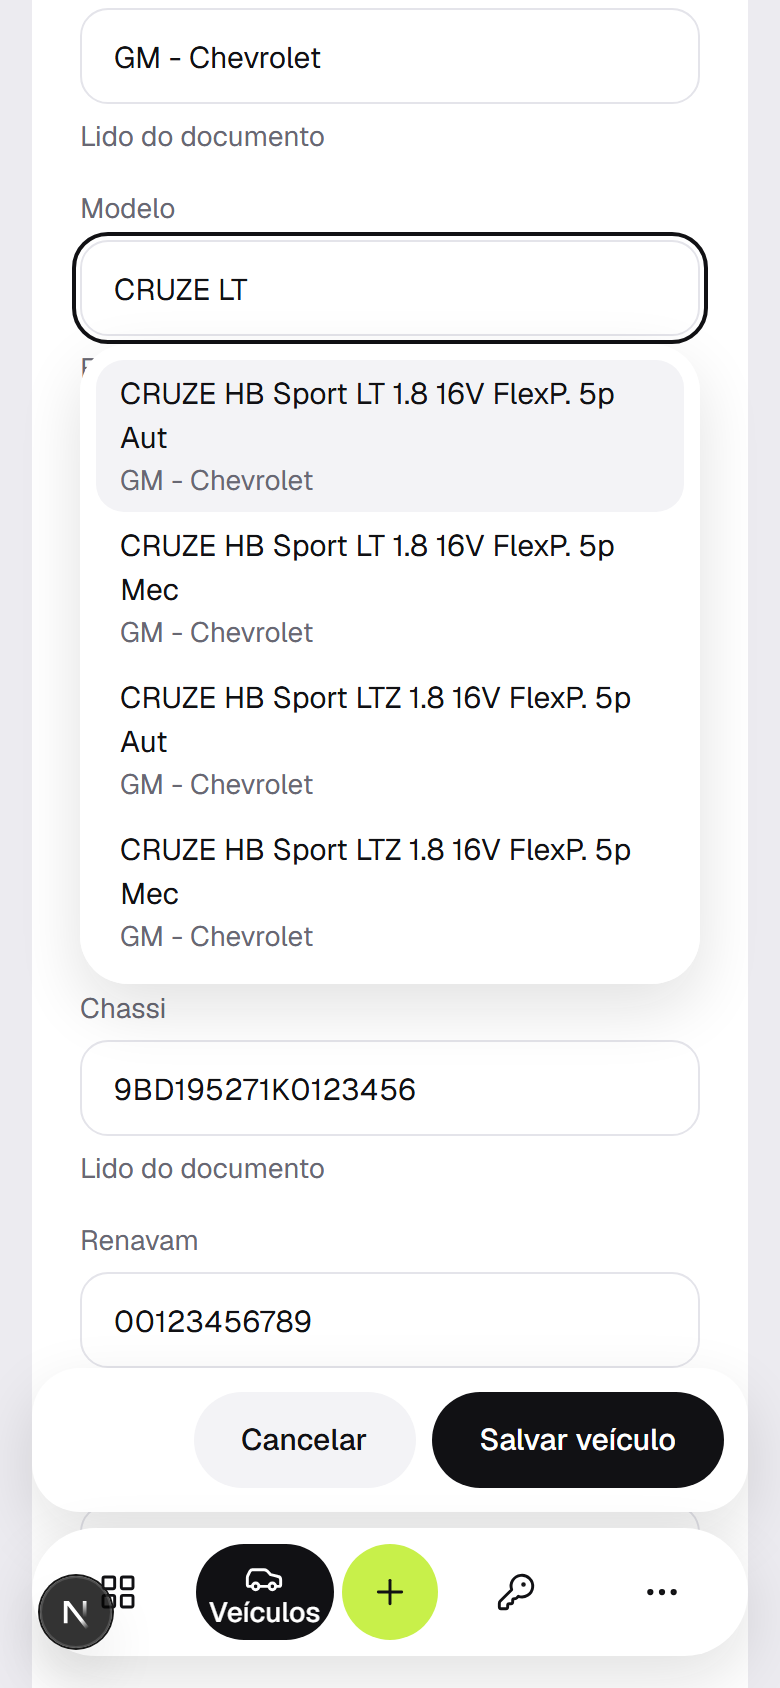 GM - Chevrolet
Lido do documento
Modelo
CRUZE LT
CRUZE HB Sport LT 1.8 16V FlexP. 5p
Aut
GM - Chevrolet
CRUZE HB Sport LT 1.8 16V FlexP. 5p
Mec
GM - Chevrolet
CRUZE HB Sport LTZ 1.8 16V FlexP. 5p
Aut
GM - Chevrolet
CRUZE HB Sport LTZ 1.8 16V FlexP. 5p
Mec
GM - Chevrolet
Chassi
9BD195271K0123456
Lido do documento
Renavam
00123456789
Cancelar
Salvar veículo
Veículos
N